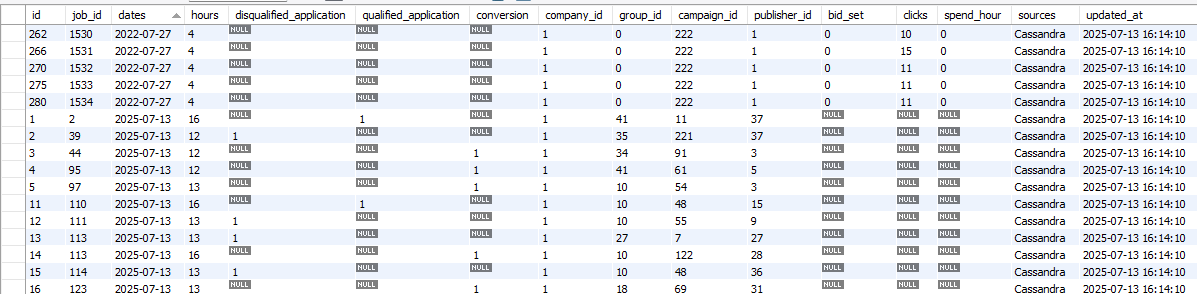 id job_id dates hours disqualified_application qualified_application conversion company_id group_id campaign_id publisher_id bid_set clicks spend_hour sources updated_at
262 1530 2022-07-27 4 NULL NULL NULL 1 0 222 1 0 10 0 Cassandra 2025-07-13 16:14:10
266 1531 2022-07-27 4 NULL NULL NULL 1 0 222 1 0 15 0 Cassandra 2025-07-13 16:14:10
270 1532 2022-07-27 4 NULL NULL NULL 1 0 222 1 0 11 0 Cassandra 2025-07-13 16:14:10
275 1533 2022-07-27 4 NULL NULL NULL 1 0 222 1 0 11 0 Cassandra 2025-07-13 16:14:10
280 1534 2022-07-27 4 NULL NULL NULL 1 0 222 1 0 11 0 Cassandra 2025-07-13 16:14:10
1 2 2025-07-13 16 NULL 1 NULL 1 41 11 37 NULL NULL NULL Cassandra 2025-07-13 16:14:10
2 39 2025-07-13 12 1 NULL NULL 1 35 221 37 NULL NULL NULL Cassandra 2025-07-13 16:14:10
3 44 2025-07-13 12 NULL NULL 1 1 34 91 3 NULL NULL NULL Cassandra 2025-07-13 16:14:10
4 95 2025-07-13 12 NULL NULL 1 1 41 61 5 NULL NULL NULL Cassandra 2025-07-13 16:14:10
5 97 2025-07-13 13 NULL NULL 1 1 10 54 3 NULL NULL NULL Cassandra 2025-07-13 16:14:10
11 110 2025-07-13 16 NULL 1 NULL 1 10 48 15 NULL NULL NULL Cassandra 2025-07-13 16:14:10
12 111 2025-07-13 13 1 NULL NULL 1 10 55 9 NULL NULL NULL Cassandra 2025-07-13 16:14:10
13 113 2025-07-13 13 1 NULL NULL 1 27 7 27 NULL NULL NULL Cassandra 2025-07-13 16:14:10
14 113 2025-07-13 16 NULL NULL 1 1 10 122 28 NULL NULL NULL Cassandra 2025-07-13 16:14:10
15 114 2025-07-13 13 1 NULL NULL 1 10 48 36 NULL NULL NULL Cassandra 2025-07-13 16:14:10
16 123 2025-07-13 13 NULL NULL 1 1 18 69 31 NULL NULL NULL Cassandra 2025-07-13 16:14:10